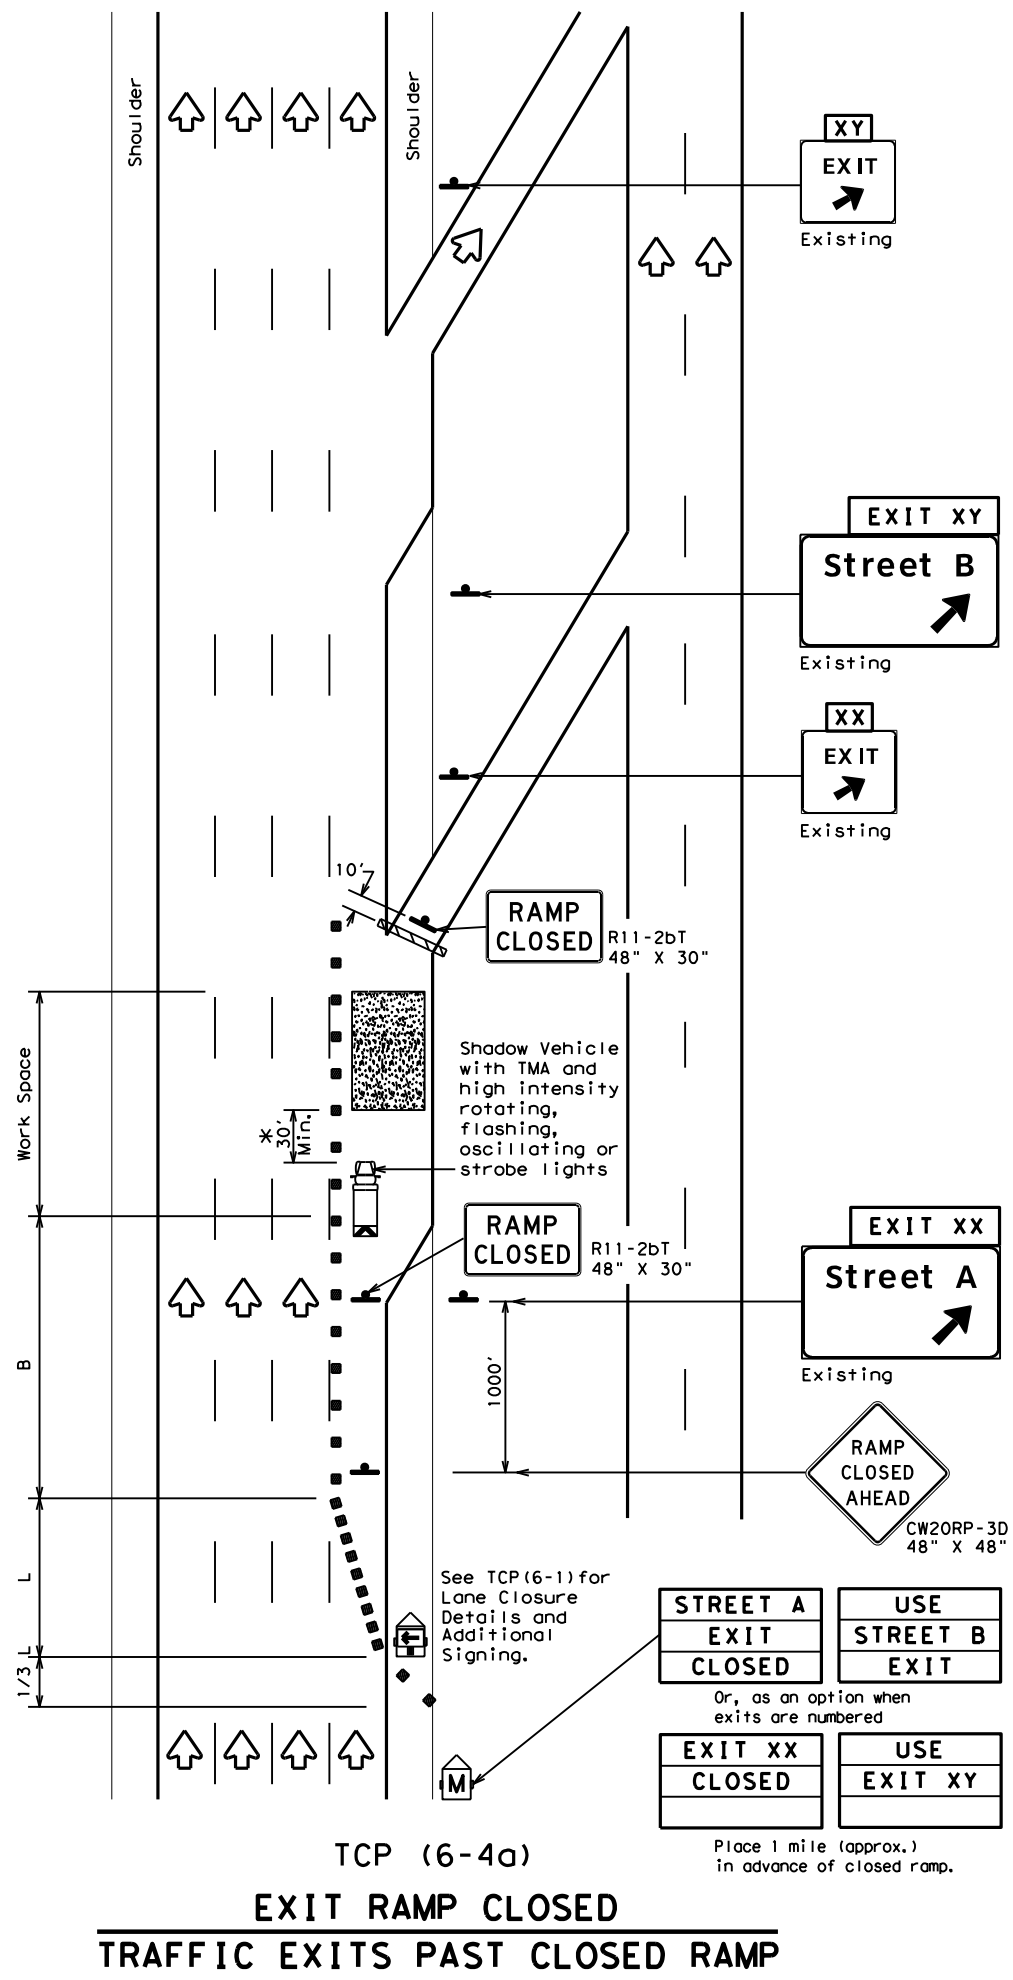 Shoulder
Shoulder
XY
EXIT
Existing
EXIT XY
Street B
Existing
XX
EXIT
Existing
10'
RAMP
CLOSED
R11-2bT
48" X 30"
Work Space
*
30'
Min.
Shadow Vehicle
with TMA and
high intensity
rotating,
flashing,
oscillating or
strobe lights
RAMP
CLOSED
R11-2bT
48" X 30"
EXIT XX
Street A
Existing
B
1000'
RAMP
CLOSED
AHEAD
CW20RP-3D
48" X 48"
L
1/3 L
See TCP(6-1)for
Lane Closure
Details and
Additional
Signing.
STREET A
EXIT
CLOSED
USE
STREET B
EXIT
Or, as an option when
exits are numbered
EXIT XX
CLOSED
USE
EXIT XY
M
Place 1 mile (approx.)
in advance of closed ramp.
TCP (6-4a)
EXIT RAMP CLOSED
TRAFFIC EXITS PAST CLOSED RAMP